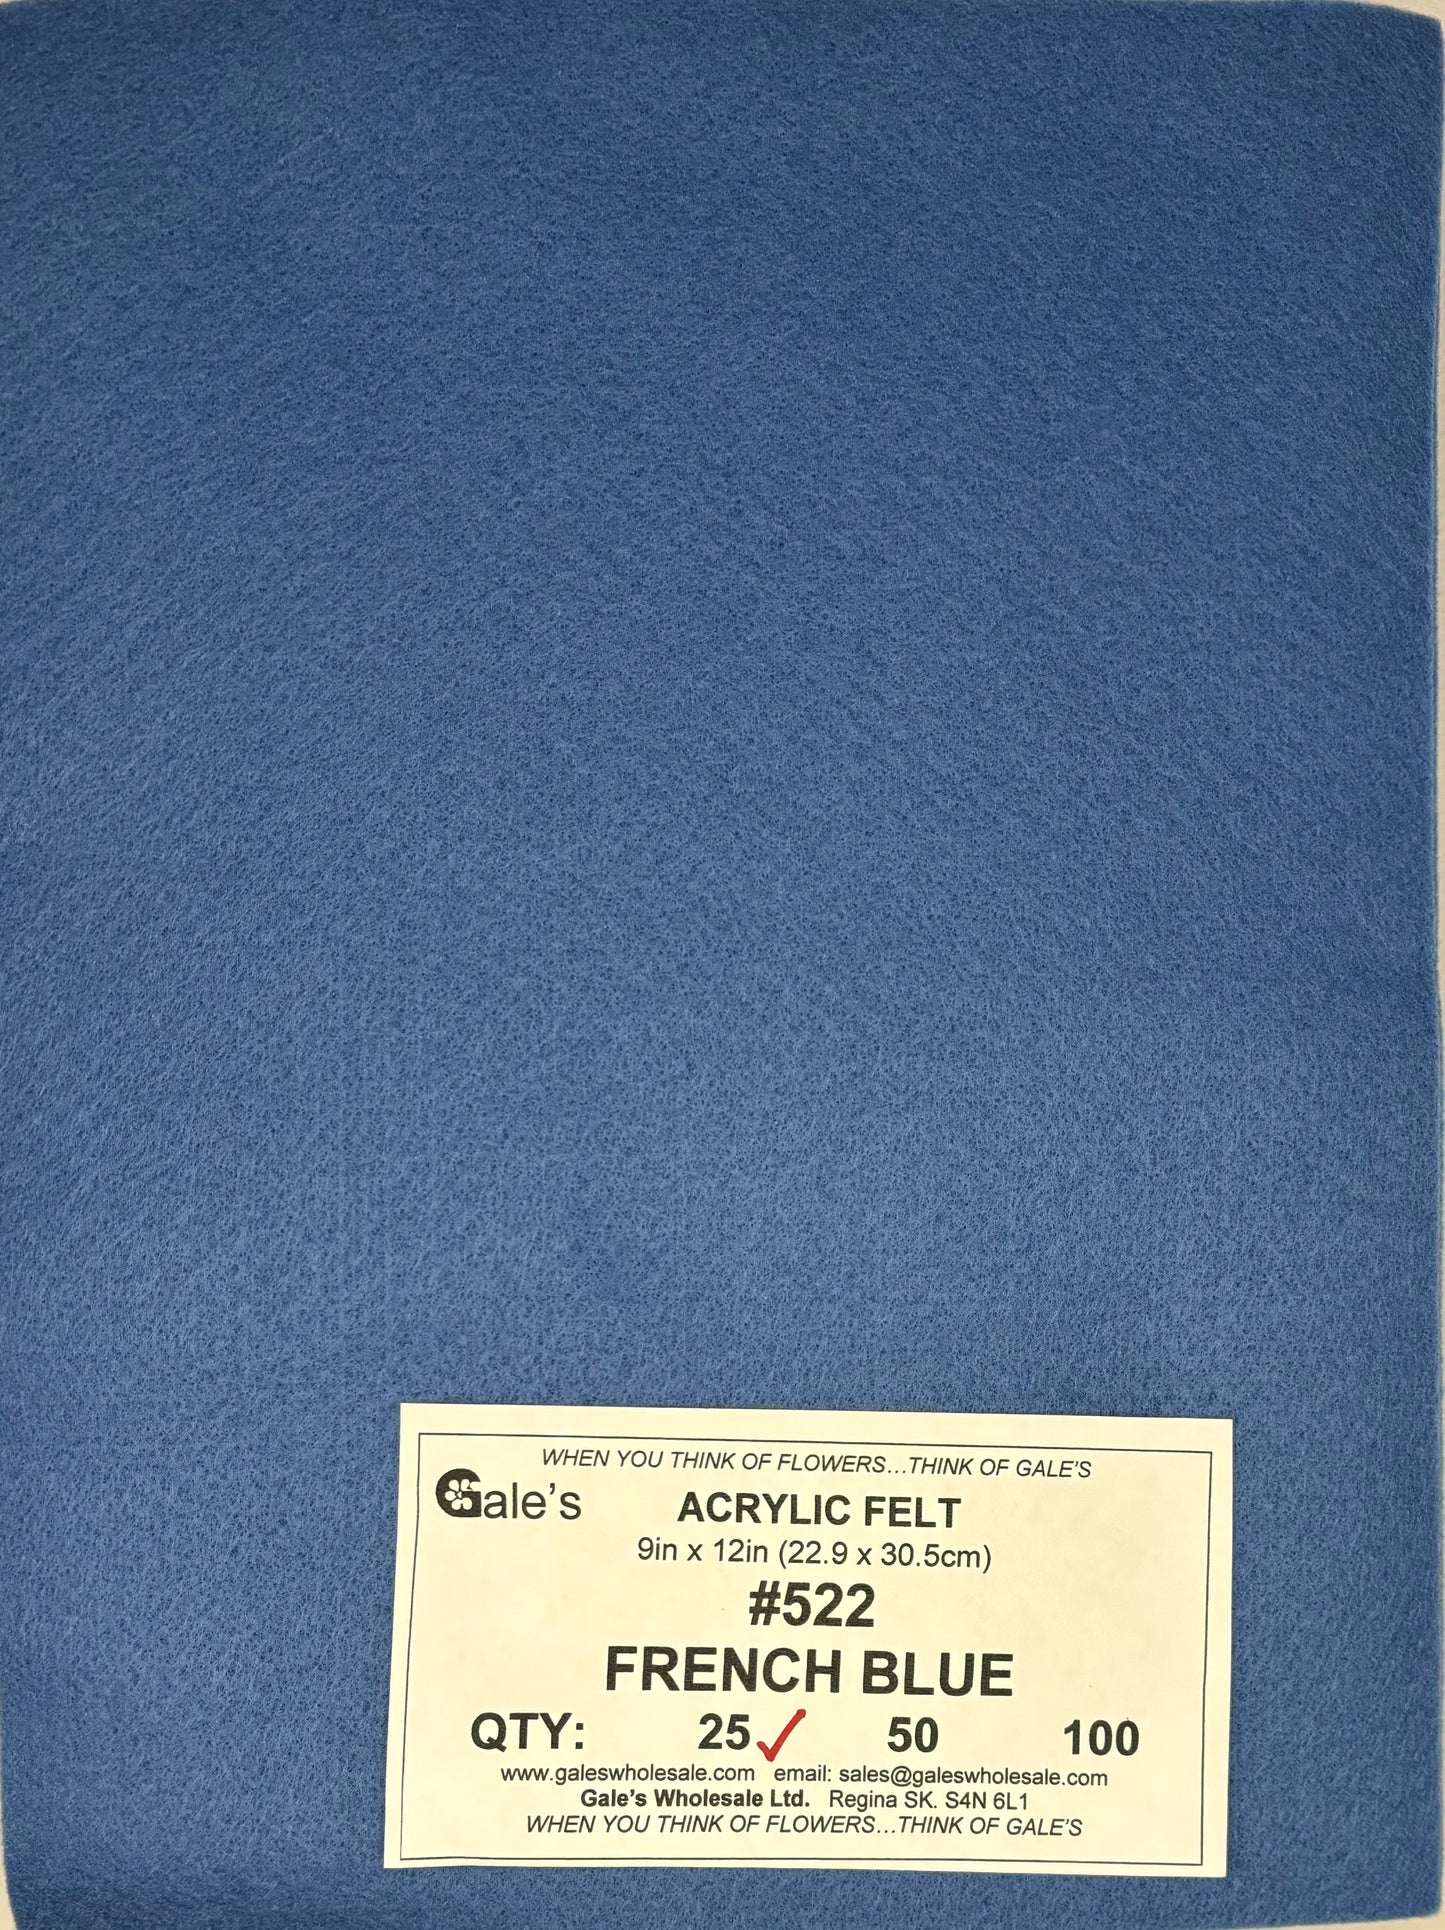 WHEN YOU THINK OF FLOWERS...THINK OF GALE'S
Gale's
ACRYLIC FELT
9in x 12in (22.9 x 30.5cm)
#522
FRENCH BLUE
QTY: 25 ✓ 50 100
www.galeswholesale.com email: sales@galeswholesale.com
Gale's Wholesale Ltd. Regina SK. S4N 6L1
WHEN YOU THINK OF FLOWERS...THINK OF GALE'S